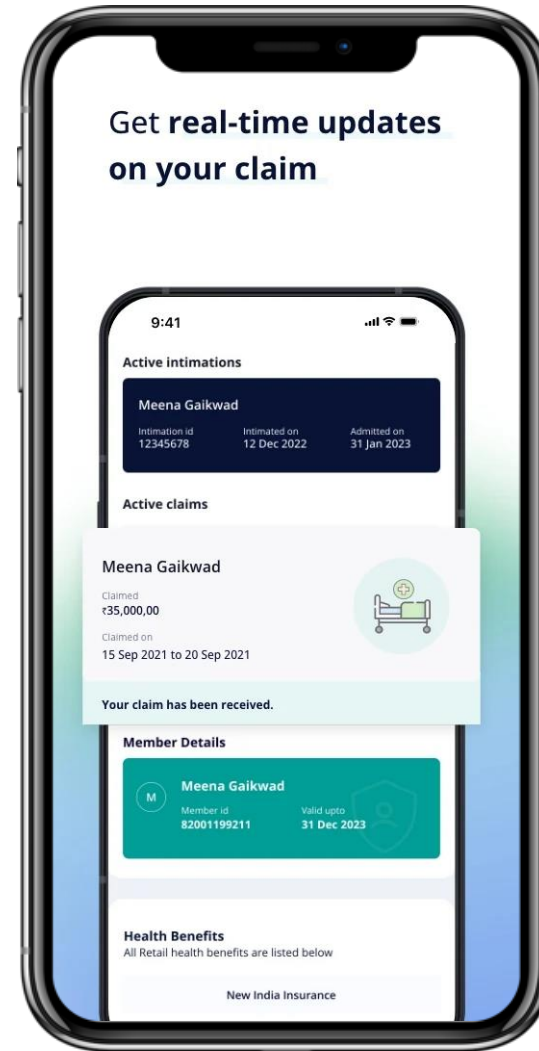 Get real-time updates
on your claim
9:41
Active intimations
Meena Gaikwad
Intimation id Intimated on Admitted on
12345678 12 Dec 2022 31 Jan 2023
Active claims
Meena Gaikwad
Claimed
₹35,000,00
Claimed on
15 Sep 2021 to 20 Sep 2021
Your claim has been received.
Member Details
M
Meena Gaikwad
Member id Valid upto
82001199211 31 Dec 2023
Health Benefits
All Retail health benefits are listed below
New India Insurance